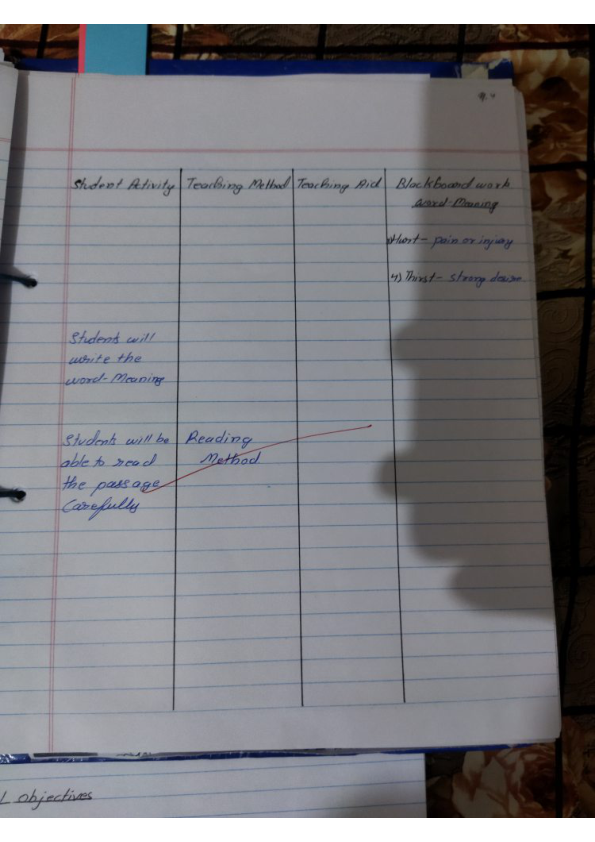 Student Activity Teaching Method Teaching Aid Blackboard work
Word-Meaning
Hurt- pain or injury
4) Thirst- strong desire
Students will
write the
word-Meaning
Students will be Reading
able to read Method
the passage
Carefully
L objectives